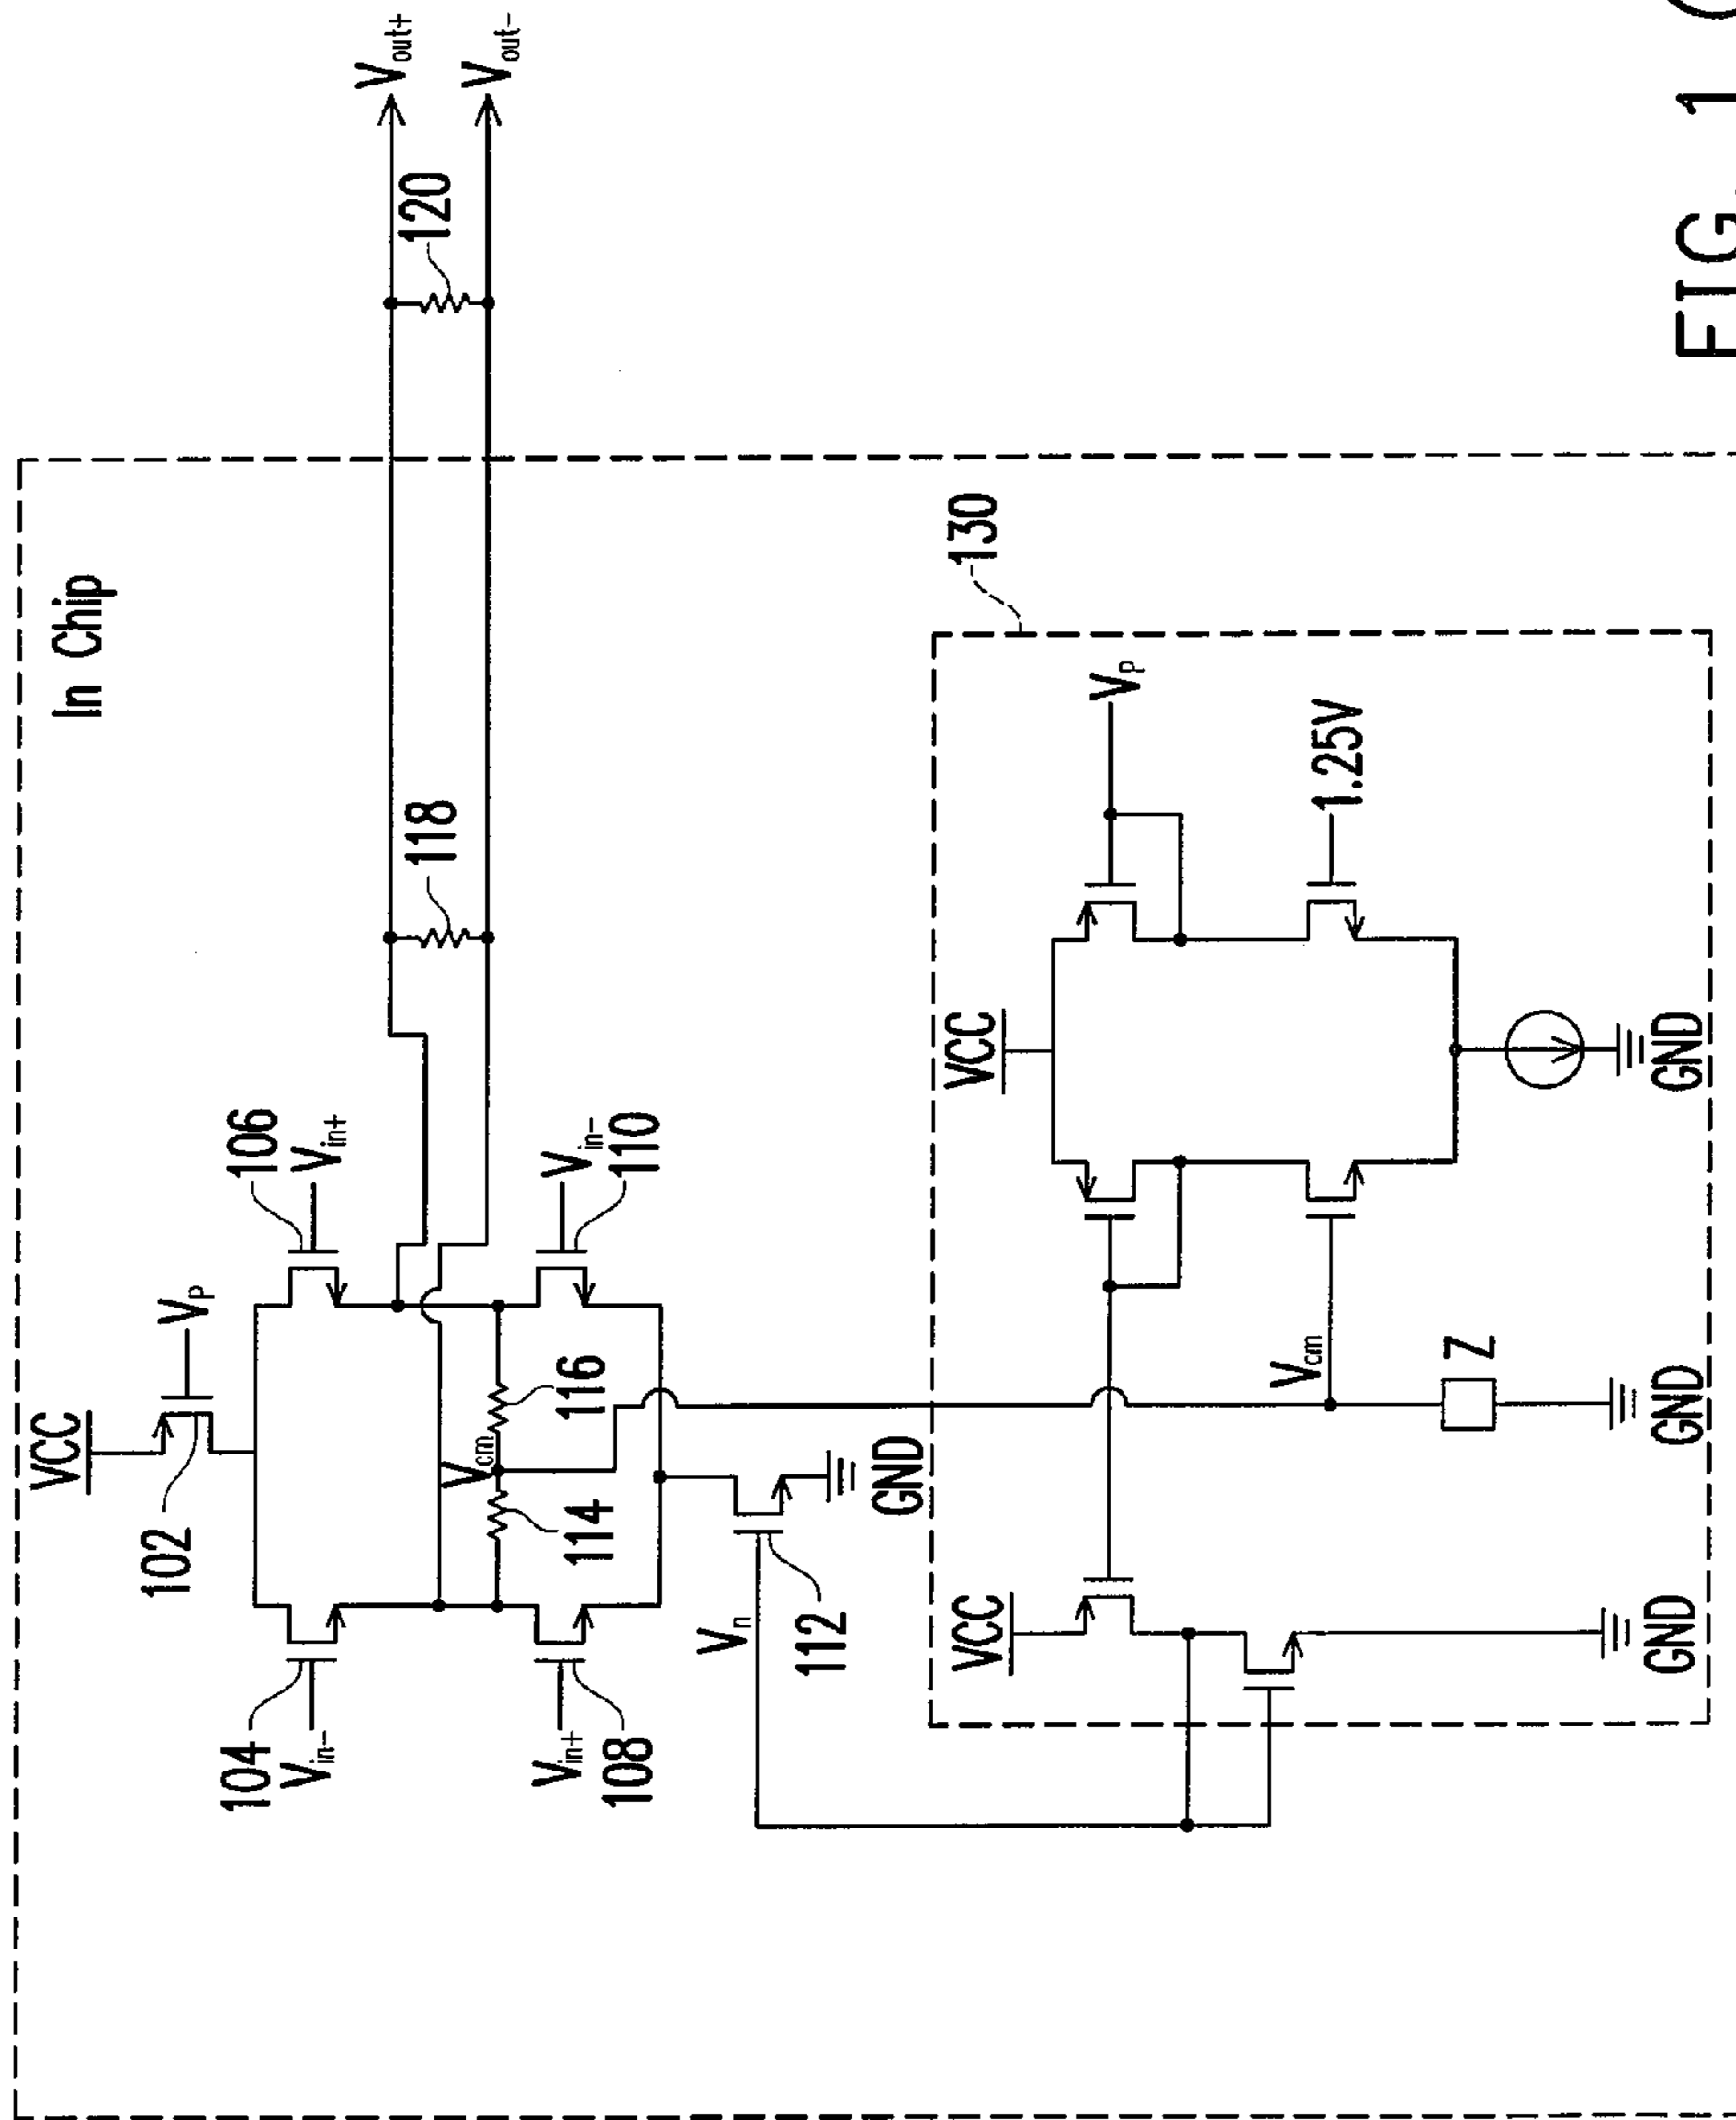 In Chip
VCC
102
Vp
104
Vin-
106
Vin+
Vout+
Vout-
118
120
Vcm
114
116
Vin+
108
Vin-
110
Vn
112
GND
130
VCC
VCC
Vp
Vcm
1.25V
Z
GND
GND
GND
FIG. 1 (